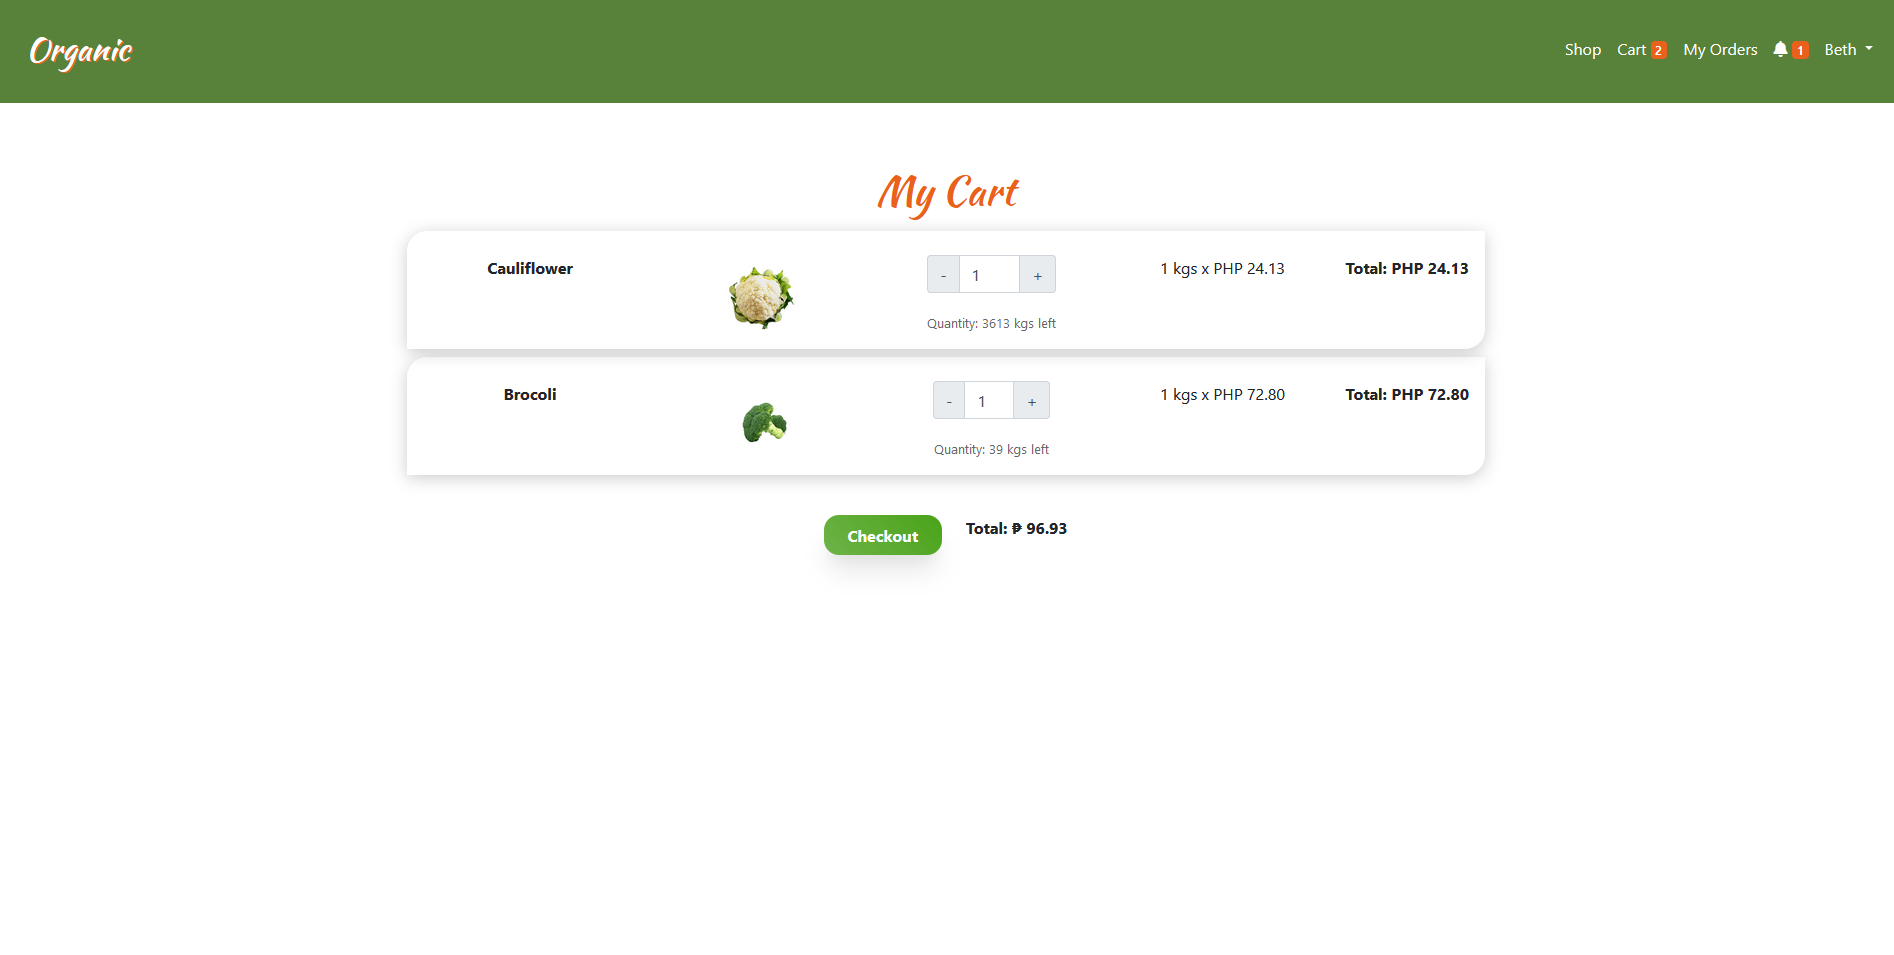 Organic
Shop Cart 2 My Orders 1 Beth
My Cart
Cauliflower - 1 + 1 kgs x PHP 24.13 Total: PHP 24.13
Quantity: 3613 kgs left
Brocoli - 1 + 1 kgs x PHP 72.80 Total: PHP 72.80
Quantity: 39 kgs left
Checkout Total: ₱ 96.93